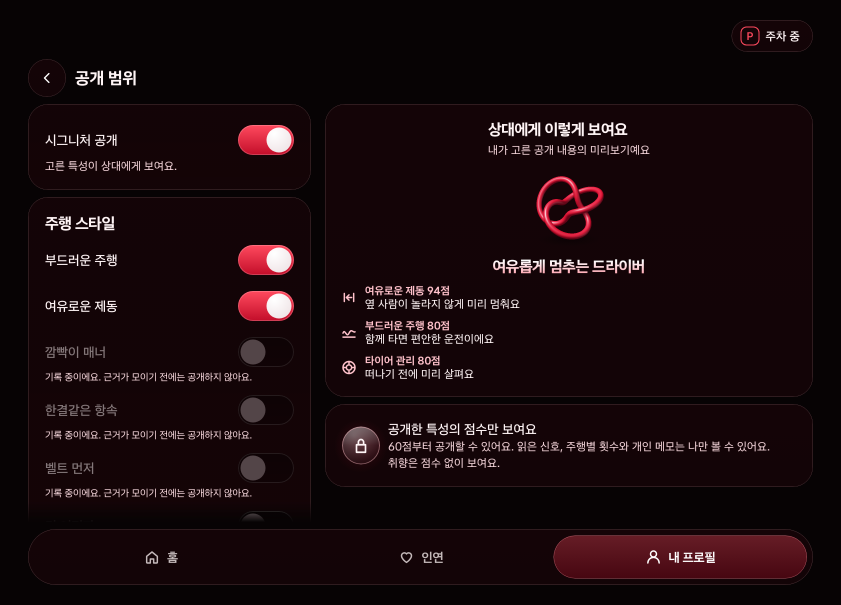 P 주차 중
공개 범위
시그니처 공개
고른 특성이 상대에게 보여요.
주행 스타일
부드러운 주행
여유로운 제동
깜빡이 매너
기록 중이에요. 근거가 모이기 전에는 공개하지 않아요.
한결같은 항속
기록 중이에요. 근거가 모이기 전에는 공개하지 않아요.
벨트 먼저
기록 중이에요. 근거가 모이기 전에는 공개하지 않아요.
상대에게 이렇게 보여요
내가 고른 공개 내용의 미리보기예요
여유롭게 멈추는 드라이버
여유로운 제동 94점
옆 사람이 놀라지 않게 미리 멈춰요
부드러운 주행 80점
함께 타면 편안한 운전이에요
타이어 관리 80점
떠나기 전에 미리 살펴요
공개한 특성의 점수만 보여요
60점부터 공개할 수 있어요. 읽은 신호, 주행별 횟수와 개인 메모는 나만 볼 수 있어요.
취향은 점수 없이 보여요.
홈
인연
내 프로필